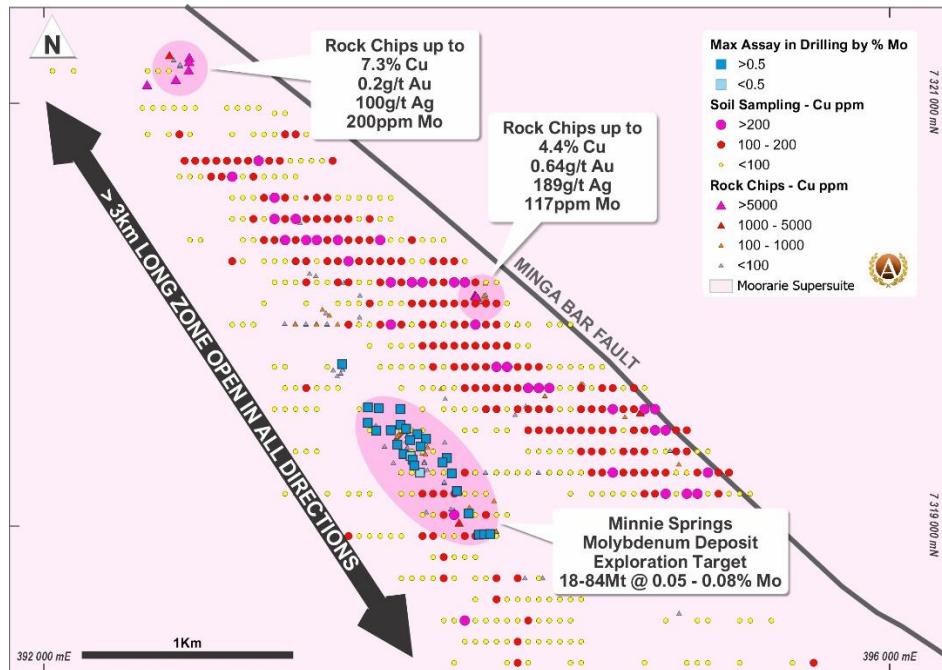 N
Rock Chips up to
7.3% Cu
0.2g/t Au
100g/t Ag
200ppm Mo
Rock Chips up to
4.4% Cu
0.64g/t Au
189g/t Ag
117ppm Mo
Max Assay in Drilling by % Mo
>0.5
<0.5
Soil Sampling - Cu ppm
>200
100 - 200
<100
Rock Chips - Cu ppm
>5000
1000 - 5000
100 - 1000
<100
Moorarie Supersuite
A
7 321 000 mN
MINGA BAR FAULT
> 3km LONG ZONE OPEN IN ALL DIRECTIONS
7 319 000 mN
Minnie Springs
Molybdenum Deposit
Exploration Target
18-84Mt @ 0.05 - 0.08% Mo
1Km
392 000 mE
396 000 mE